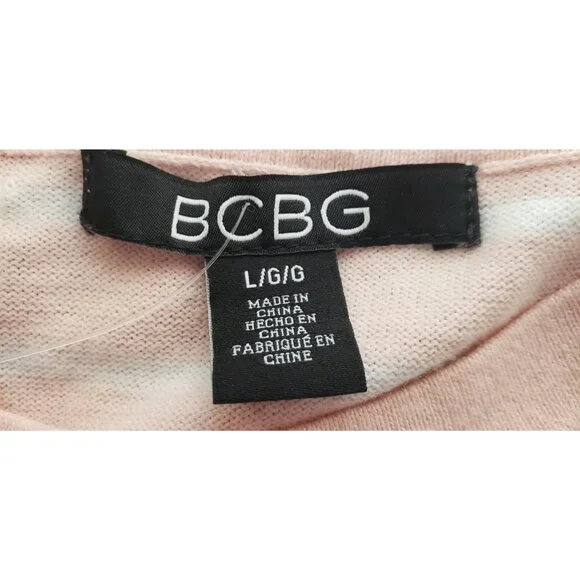 BCBG
L/G/G
MADE IN
CHINA
HECHO EN
CHINA
FABRIQUÉ EN
CHINE